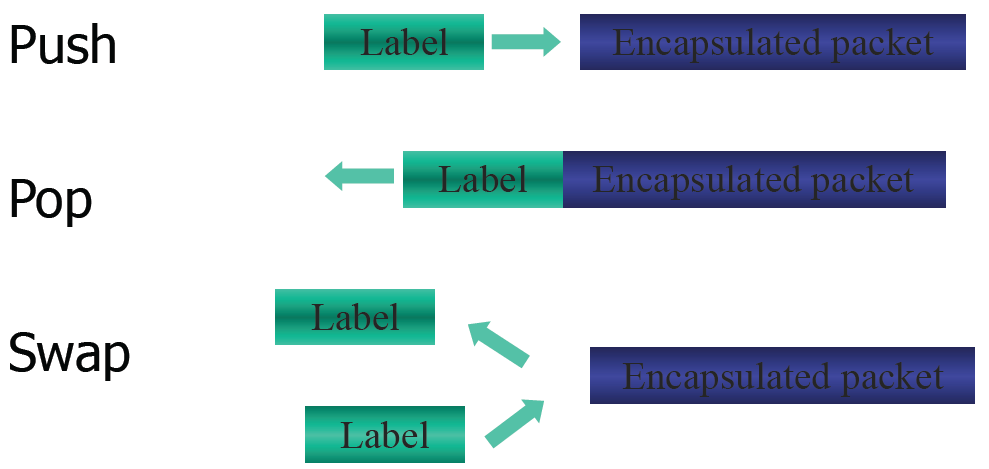 Push
Label
Encapsulated packet
Pop
Label
Encapsulated packet
Label
Swap
Encapsulated packet
Label